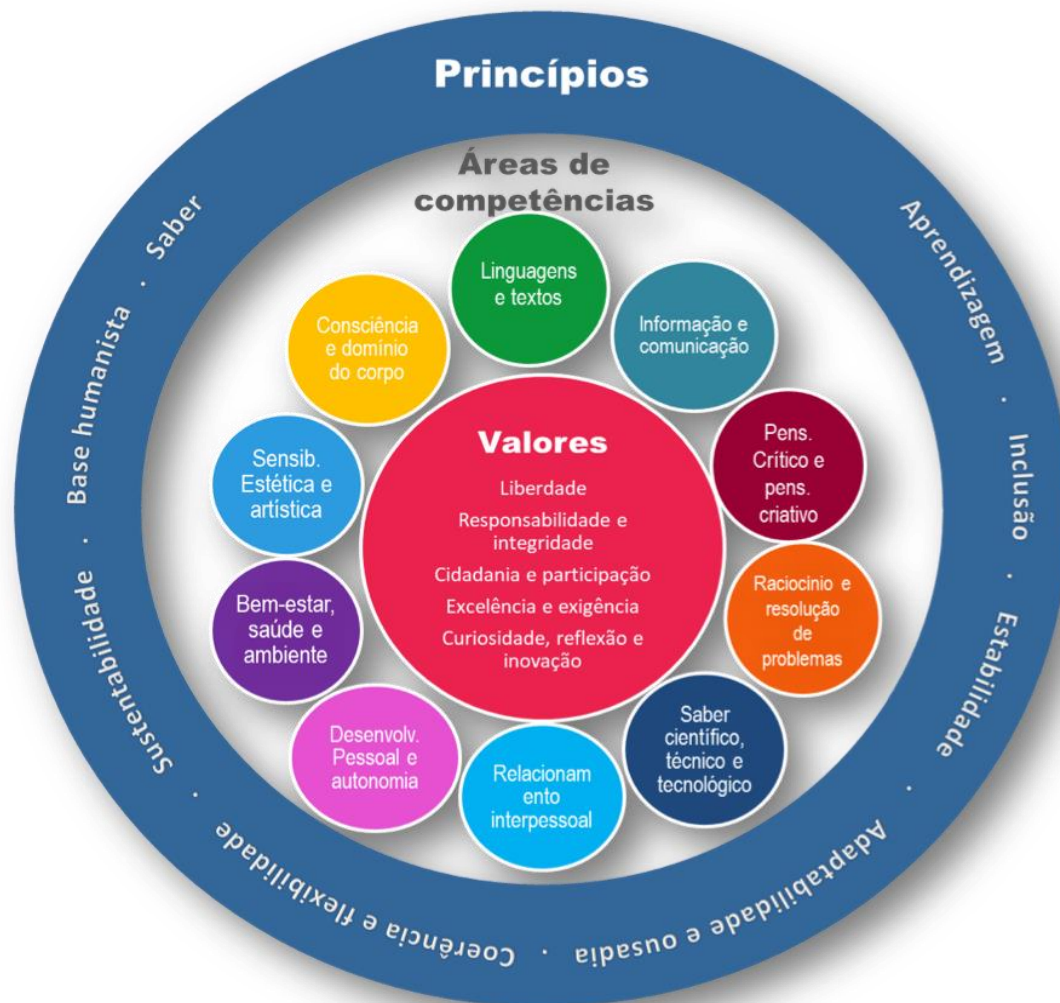 Princípios
Saber
·
Base humanista
·
Sustentabilidade
·
Coerência e flexibilidade
·
Adaptabilidade e ousadia
·
Estabilidade
·
Inclusão
·
Aprendizagem
Áreas de
competências
Linguagens
e textos
Informação e
comunicação
Pens.
Crítico e
pens.
criativo
Raciocinio e
resolução
de
problemas
Saber
científico,
técnico e
tecnológico
Relacionam
ento
interpessoal
Desenvolv.
Pessoal e
autonomia
Bem-estar,
saúde e
ambiente
Sensib.
Estética e
artística
Consciência
e domínio
do corpo
Valores
Liberdade
Responsabilidade e
integridade
Cidadania e participação
Excelência e exigência
Curiosidade, reflexão e
inovação